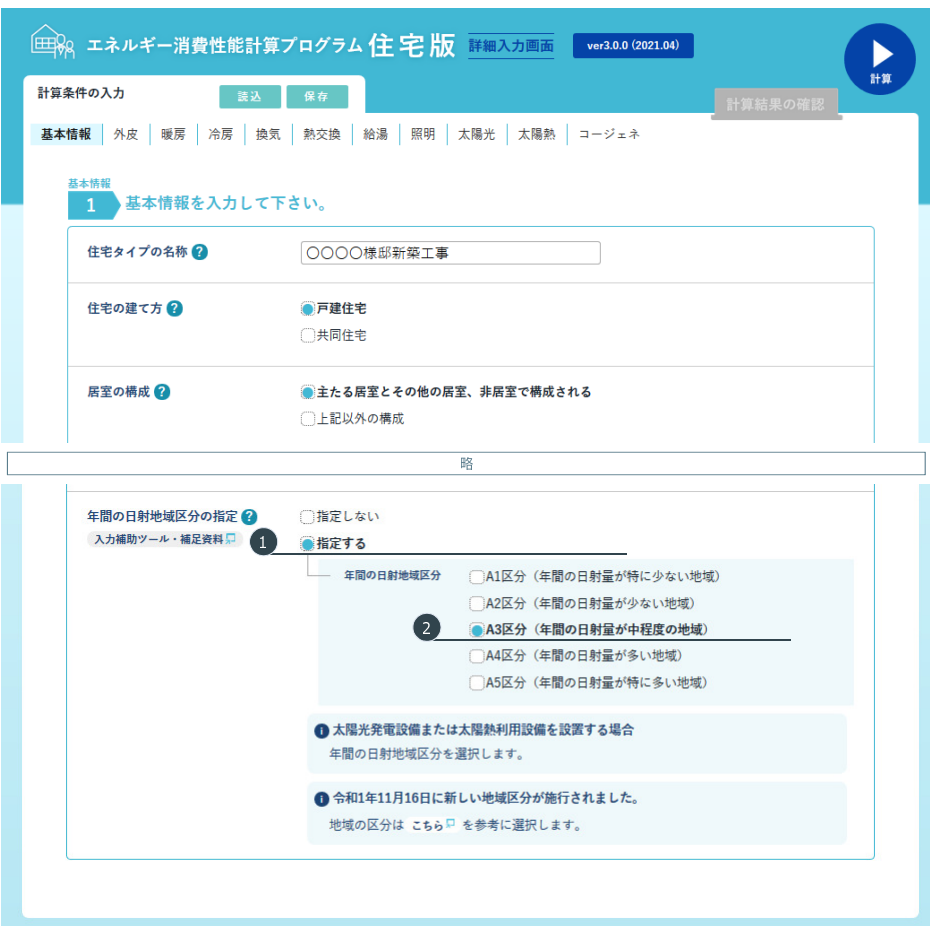 エネルギー消費性能計算プログラム 住宅版 詳細入力画面 ver3.0.0 (2021.04)
計算
計算条件の入力 読込 保存
計算結果の確認
基本情報 外皮 暖房 冷房 換気 熱交換 給湯 照明 太陽光 太陽熱 コージェネ
基本情報
1 基本情報を入力して下さい。
住宅タイプの名称 ? 〇〇〇〇様邸新築工事
住宅の建て方 ? 戸建住宅
共同住宅
居室の構成 ? 主たる居室とその他の居室、非居室で構成される
上記以外の構成
略
年間の日射地域区分の指定 ? 指定しない
入力補助ツール・補足資料 1 指定する
年間の日射地域区分 A1区分（年間の日射量が特に少ない地域）
A2区分（年間の日射量が少ない地域）
2 A3区分（年間の日射量が中程度の地域）
A4区分（年間の日射量が多い地域）
A5区分（年間の日射量が特に多い地域）
i 太陽光発電設備または太陽熱利用設備を設置する場合
年間の日射地域区分を選択します。
i 令和1年11月16日に新しい地域区分が施行されました。
地域の区分は こちら を参考に選択します。